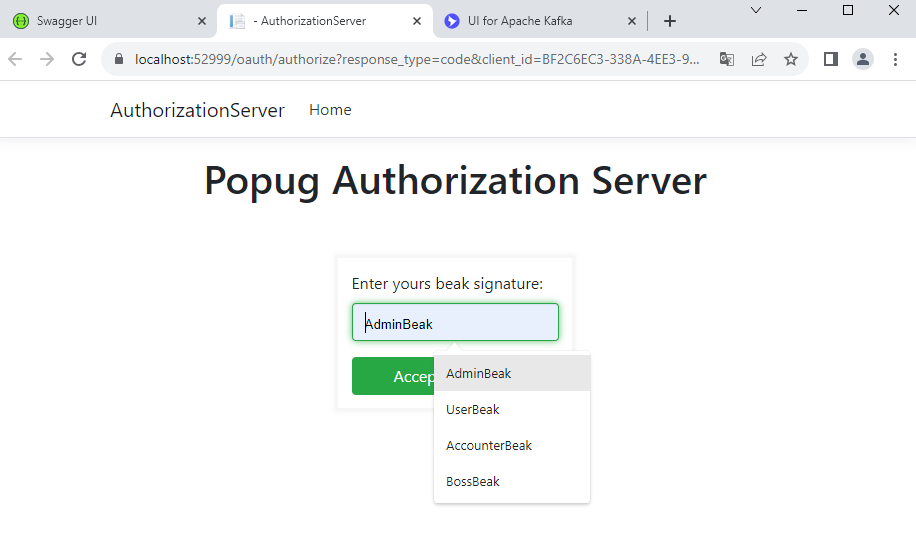 Swagger UI
- AuthorizationServer
UI for Apache Kafka
localhost:52999/oauth/authorize?response_type=code&client_id=BF2C6EC3-338A-4EE3-9...
AuthorizationServer
Home
Popug Authorization Server
Enter yours beak signature:
AdminBeak
Accep
AdminBeak
UserBeak
AccounterBeak
BossBeak